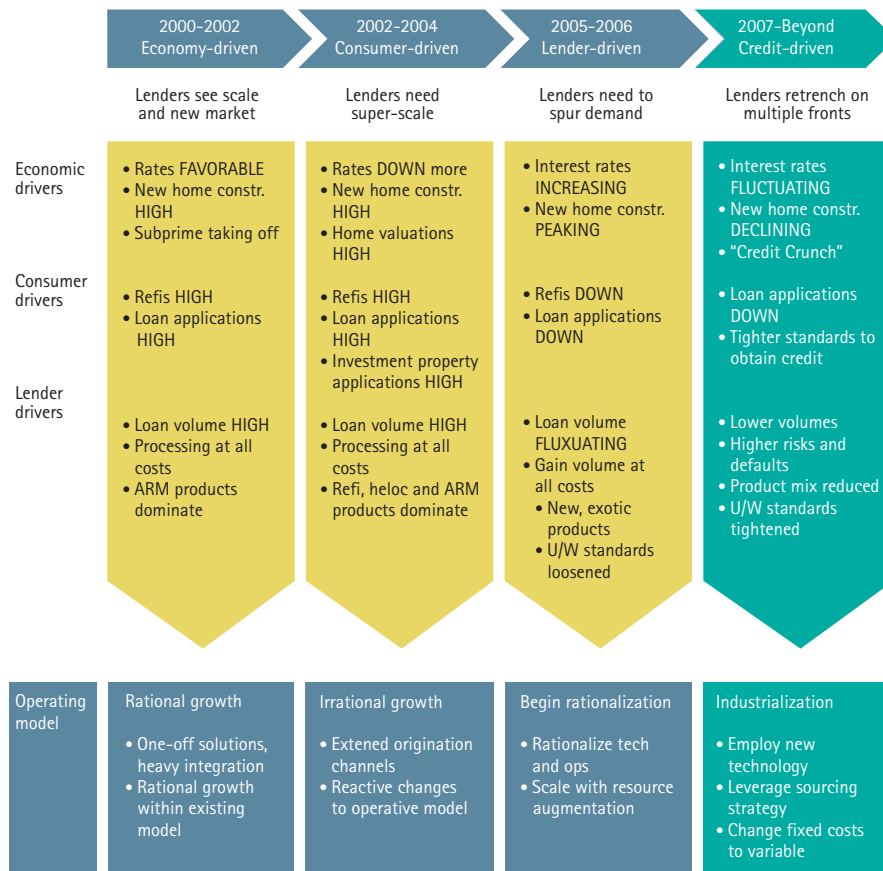 2000-2002
Economy-driven
2002-2004
Consumer-driven
2005-2006
Lender-driven
2007-Beyond
Credit-driven
Lenders see scale
and new market
Lenders need
super-scale
Lenders need to
spur demand
Lenders retrench on
multiple fronts
Economic
drivers
• Rates FAVORABLE
• New home constr.
HIGH
• Subprime taking off
• Rates DOWN more
• New home constr.
HIGH
• Home valuations
HIGH
• Interest rates
INCREASING
• New home constr.
PEAKING
• Interest rates
FLUCTUATING
• New home constr.
DECLINING
• “Credit Crunch”
Consumer
drivers
• Refis HIGH
• Loan applications
HIGH
• Refis HIGH
• Loan applications
HIGH
• Investment property
applications HIGH
• Refis DOWN
• Loan applications
DOWN
• Loan applications
DOWN
• Tighter standards to
obtain credit
Lender
drivers
• Loan volume HIGH
• Processing at all
costs
• ARM products
dominate
• Loan volume HIGH
• Processing at all
costs
• Refi, heloc and ARM
products dominate
• Loan volume
FLUXUATING
• Gain volume at
all costs
• New, exotic
products
• U/W standards
loosened
• Lower volumes
• Higher risks and
defaults
• Product mix reduced
• U/W standards
tightened
Operating
model
Rational growth
• One-off solutions,
heavy integration
• Rational growth
within existing
model
Irrational growth
• Extened origination
channels
• Reactive changes
to operative model
Begin rationalization
• Rationalize tech
and ops
• Scale with resource
augmentation
Industrialization
• Employ new
technology
• Leverage sourcing
strategy
• Change fixed costs
to variable